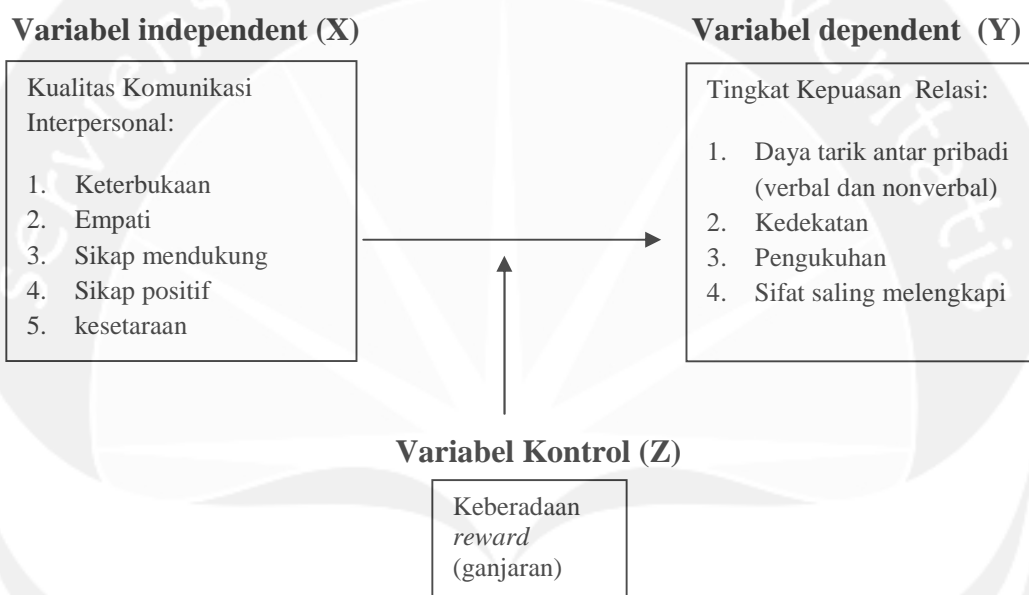 Variabel independent (X)
Kualitas Komunikasi
Interpersonal:
1. Keterbukaan
2. Empati
3. Sikap mendukung
4. Sikap positif
5. kesetaraan
Variabel dependent (Y)
Tingkat Kepuasan Relasi:
1. Daya tarik antar pribadi
(verbal dan nonverbal)
2. Kedekatan
3. Pengukuhan
4. Sifat saling melengkapi
Variabel Kontrol (Z)
Keberadaan
reward
(ganjaran)
serviens
veritatis